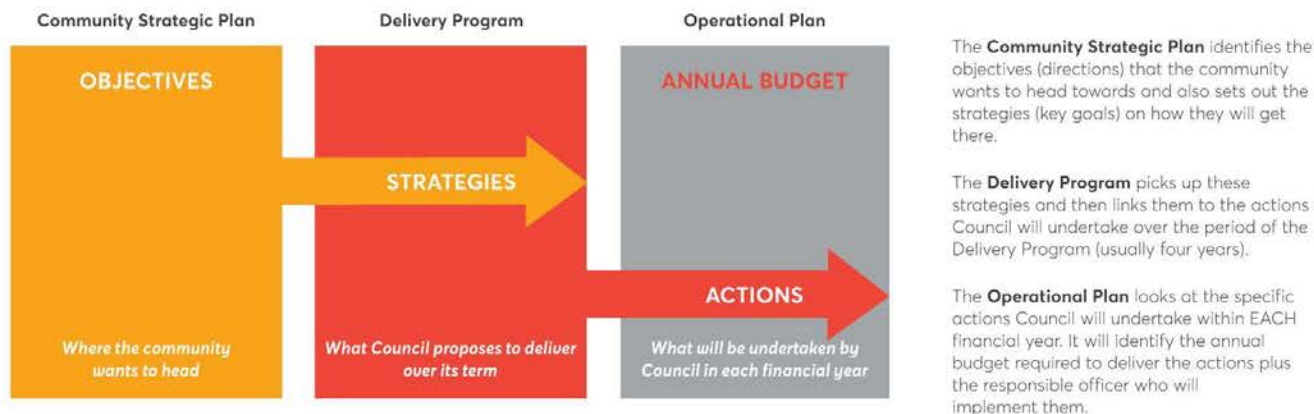 Community Strategic Plan
Delivery Program
Operational Plan
OBJECTIVES
ANNUAL BUDGET
STRATEGIES
ACTIONS
Where the community
wants to head
What Council proposes to deliver
over its term
What will be undertaken by
Council in each financial year
The Community Strategic Plan identifies the
objectives (directions) that the community
wants to head towards and also sets out the
strategies (key goals) on how they will get
there.
The Delivery Program picks up these
strategies and then links them to the actions
Council will undertake over the period of the
Delivery Program (usually four years).
The Operational Plan looks at the specific
actions Council will undertake within EACH
financial year. It will identify the annual
budget required to deliver the actions plus
the responsible officer who will
implement them.